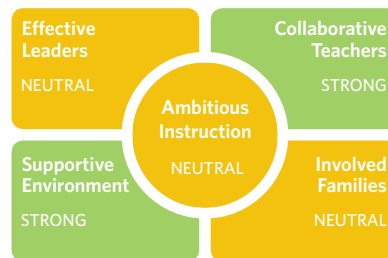 Effective
Leaders
NEUTRAL
Collaborative
Teachers
STRONG
Ambitious
Instruction
NEUTRAL
Supportive
Environment
STRONG
Involved
Families
NEUTRAL